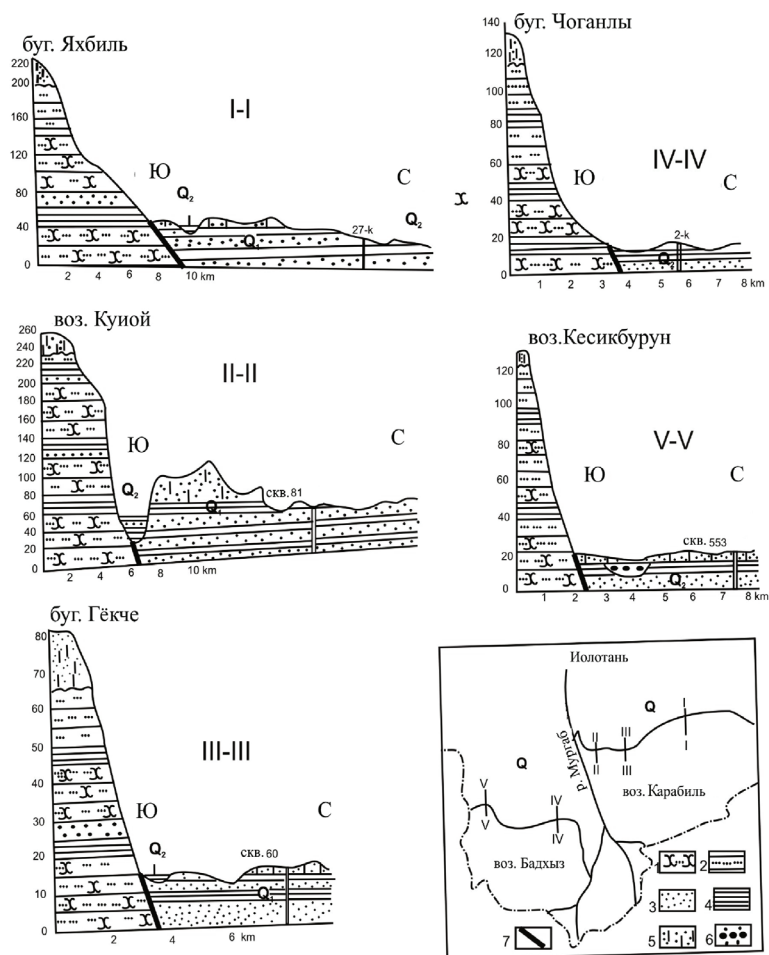 буг. Яхбиль
220
200
160
120
80
40
0
I-I
Ю
С
Q₂
Q₁
27-k
Q₂
2 4 6 8 10 km
буг. Чоганлы
140
120
100
80
60
40
20
0
IV-IV
Ю
С
2-k
Q₂
1 2 3 4 5 6 7 8 km
воз. Куиой
260
240
220
200
180
160
140
120
100
80
60
40
20
0
II-II
Ю
С
Q₂
Q₁
скв. 81
2 4 6 8 10 km
воз.Кесикбурун
120
100
80
60
40
20
0
V-V
Ю
С
скв. 553
Q₂
1 2 3 4 5 6 7 8 km
буг. Гёкче
80
70
60
50
40
30
20
10
0
III-III
Ю
С
Q₂
скв. 60
Q₁
2 4 6 km
Иолотань
Q
I
I
II
II
III
III
р. Мургаб
воз. Карабиль
Q
V
V
IV
IV
воз. Бадхыз
1
2
3
4
5
6
7